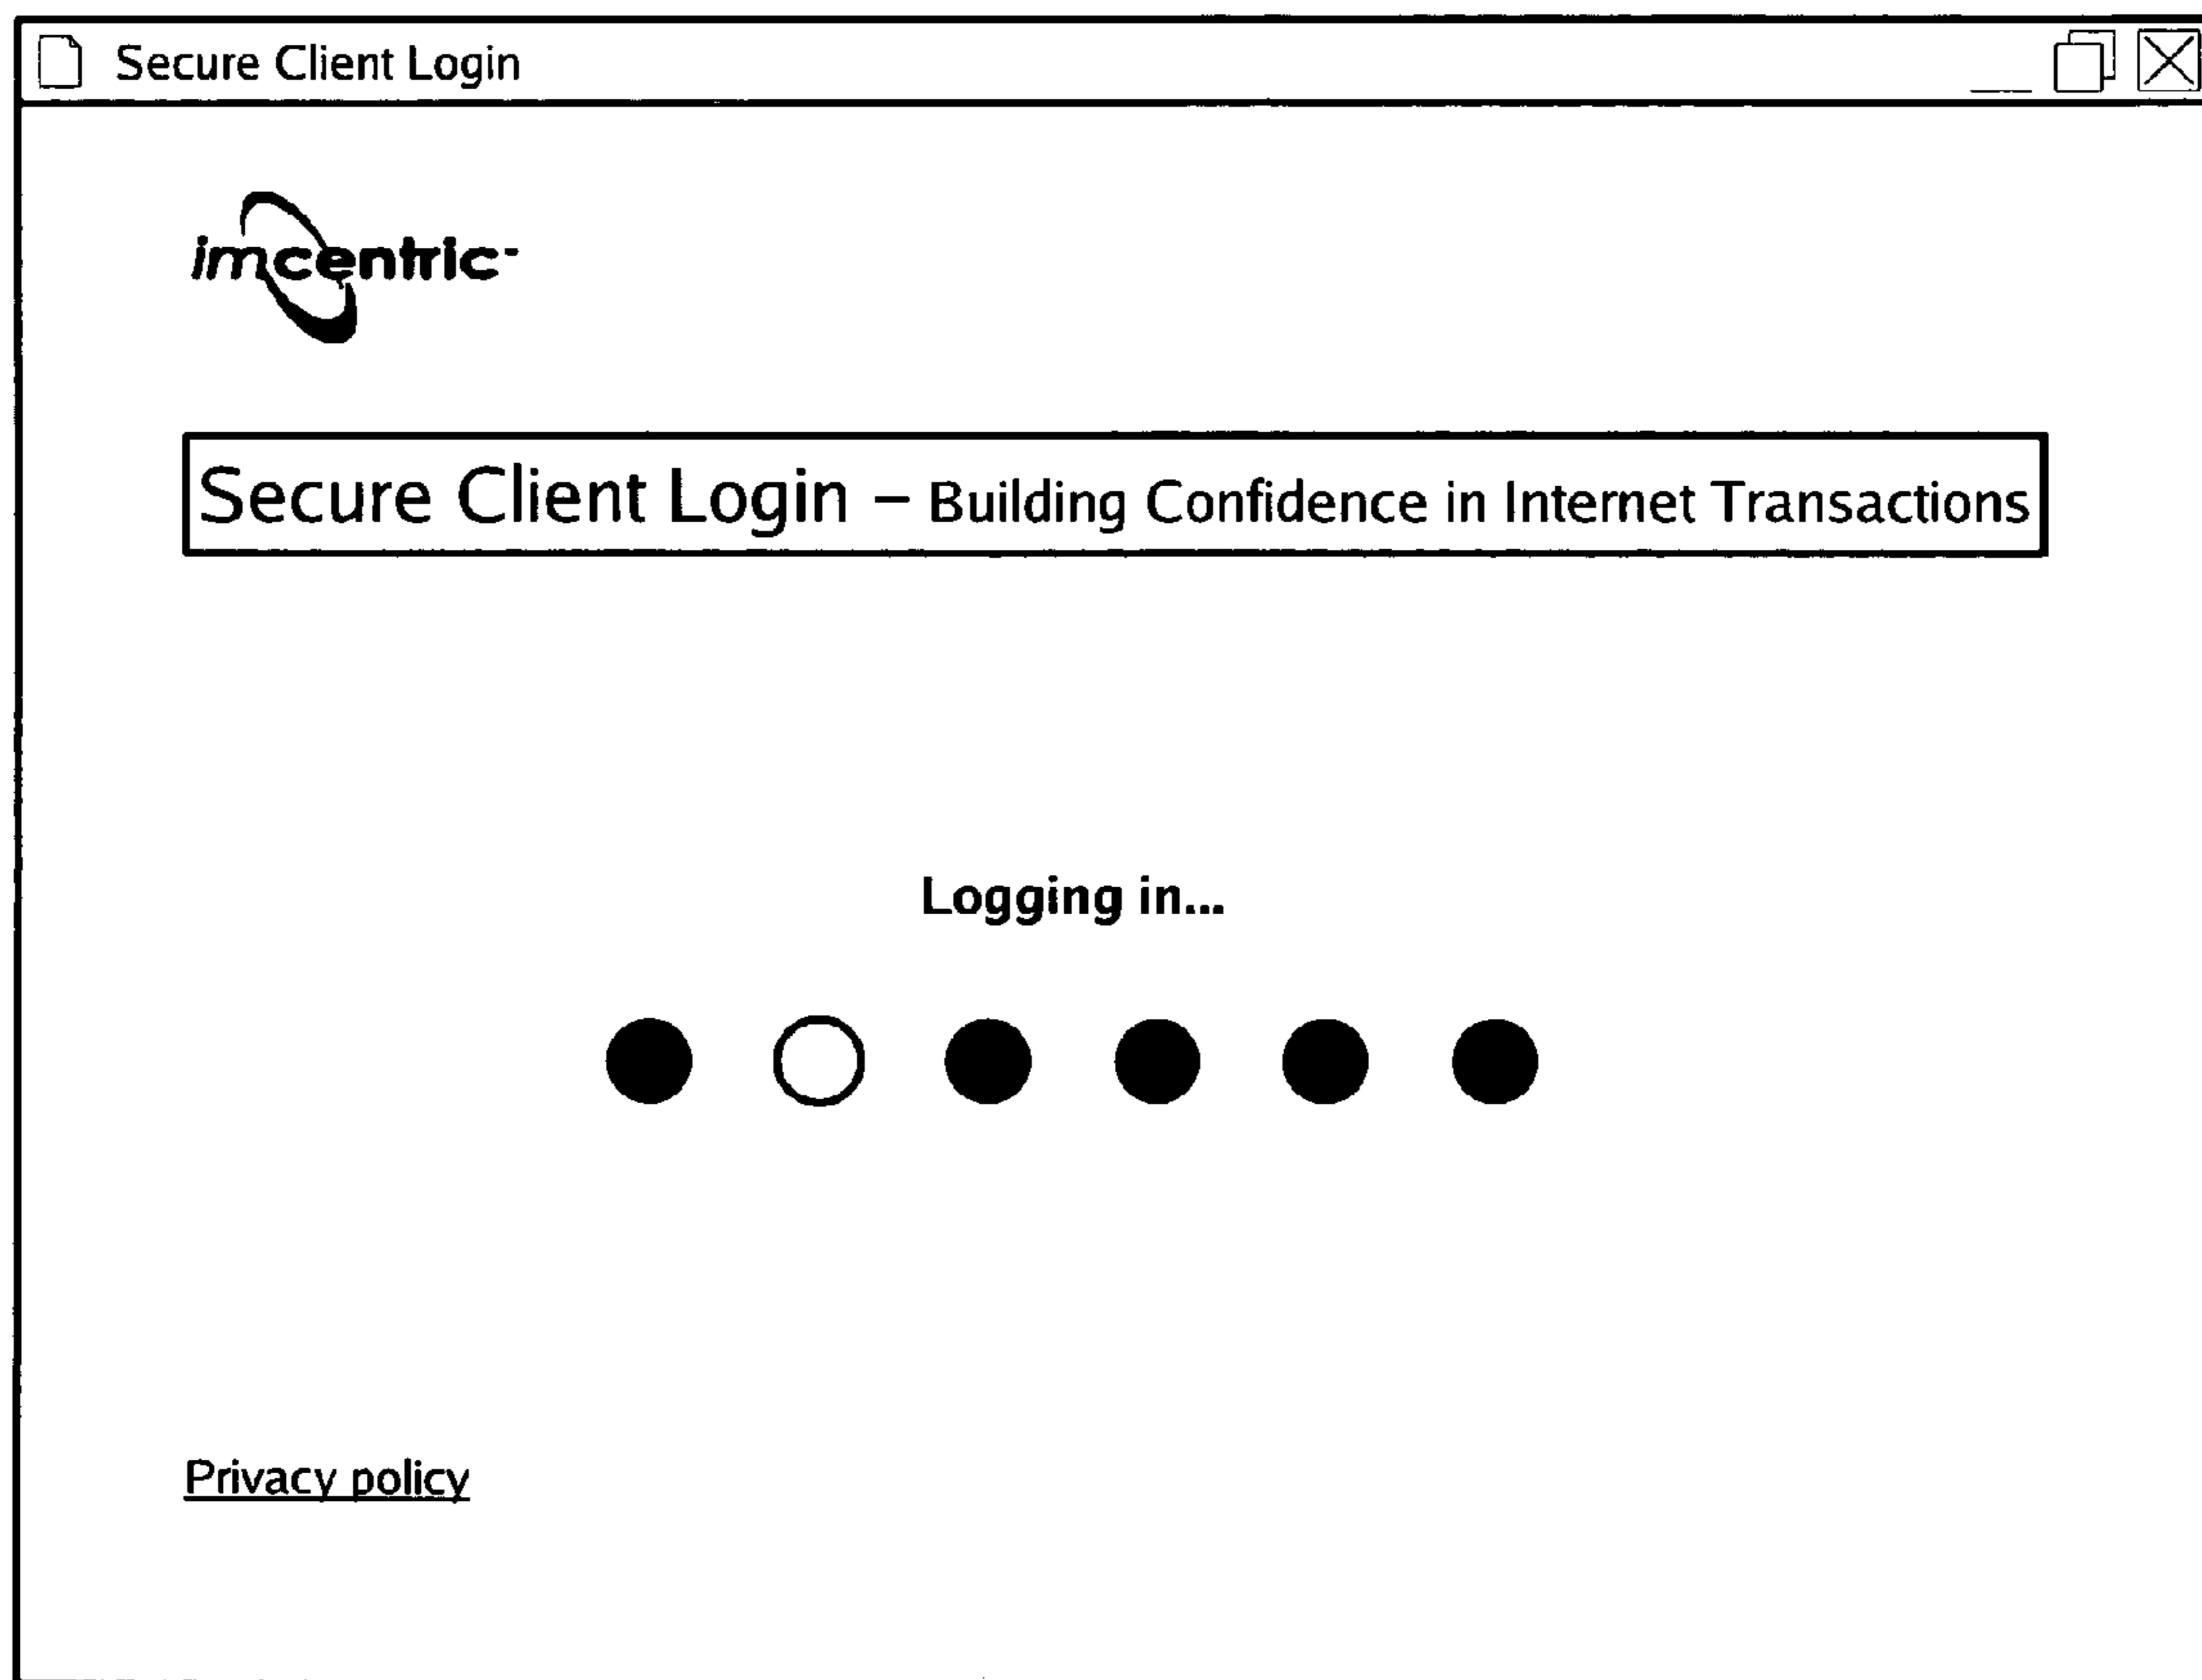 Secure Client Login
imcentric
Secure Client Login – Building Confidence in Internet Transactions
Logging in...
Privacy policy